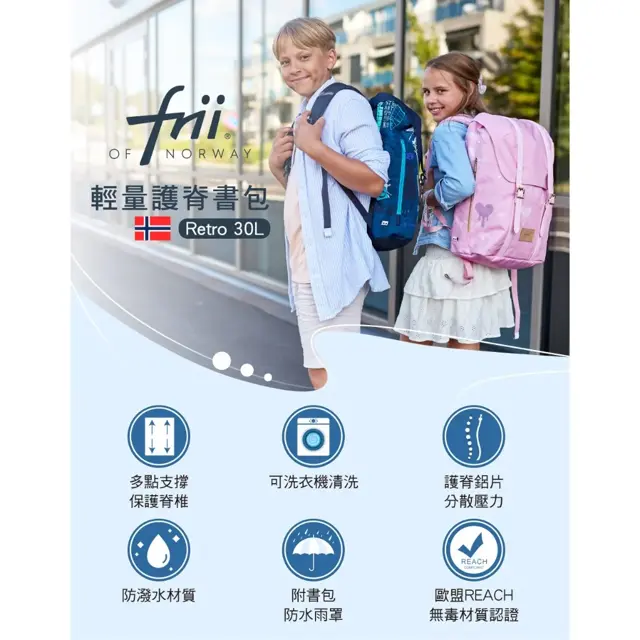 frii®
OF NORWAY
輕量護脊書包
Retro 30L
多點支撐
保護脊椎
可洗衣機清洗
護脊鋁片
分散壓力
防潑水材質
附書包
防水雨罩
REACH
歐盟REACH
無毒材質認證